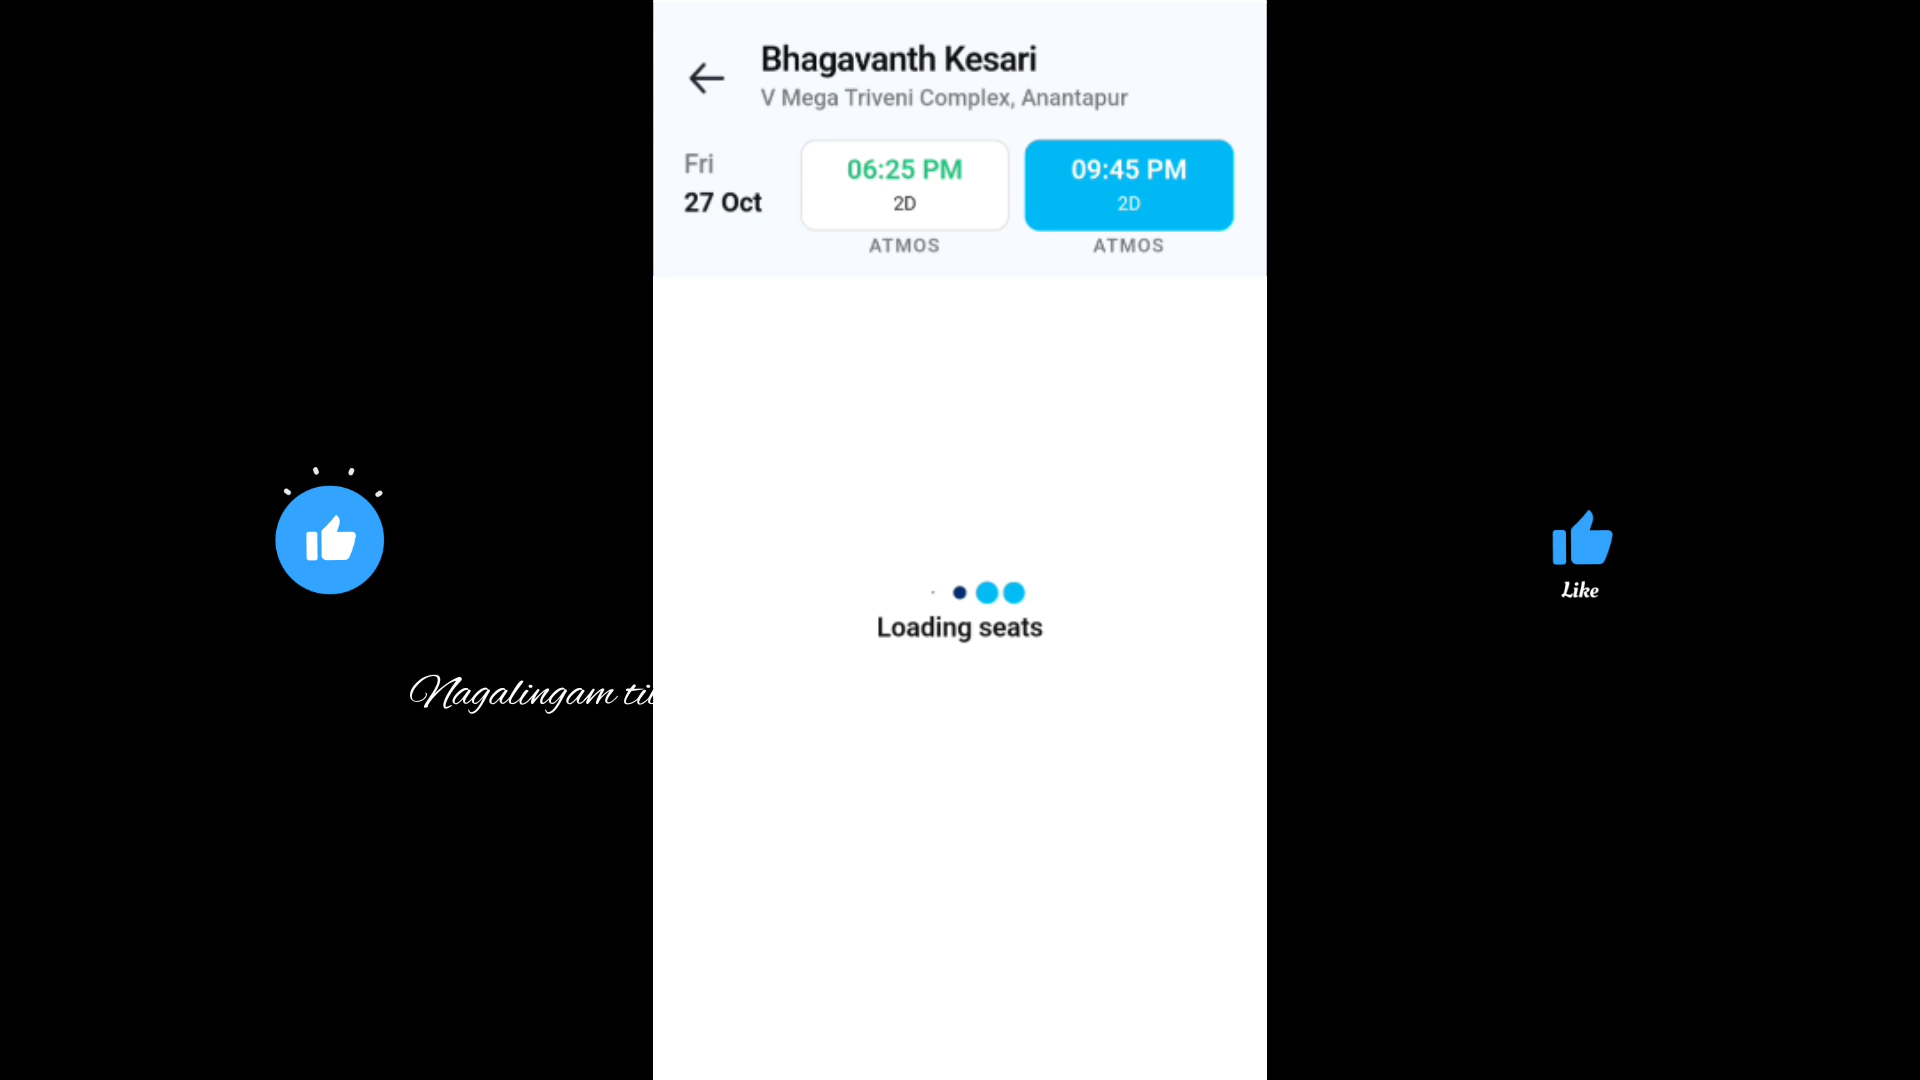 Bhagavanth Kesari
V Mega Triveni Complex, Anantapur
Fri
27 Oct
06:25 PM
2D
ATMOS
09:45 PM
2D
ATMOS
Loading seats
Like
Nagalingam